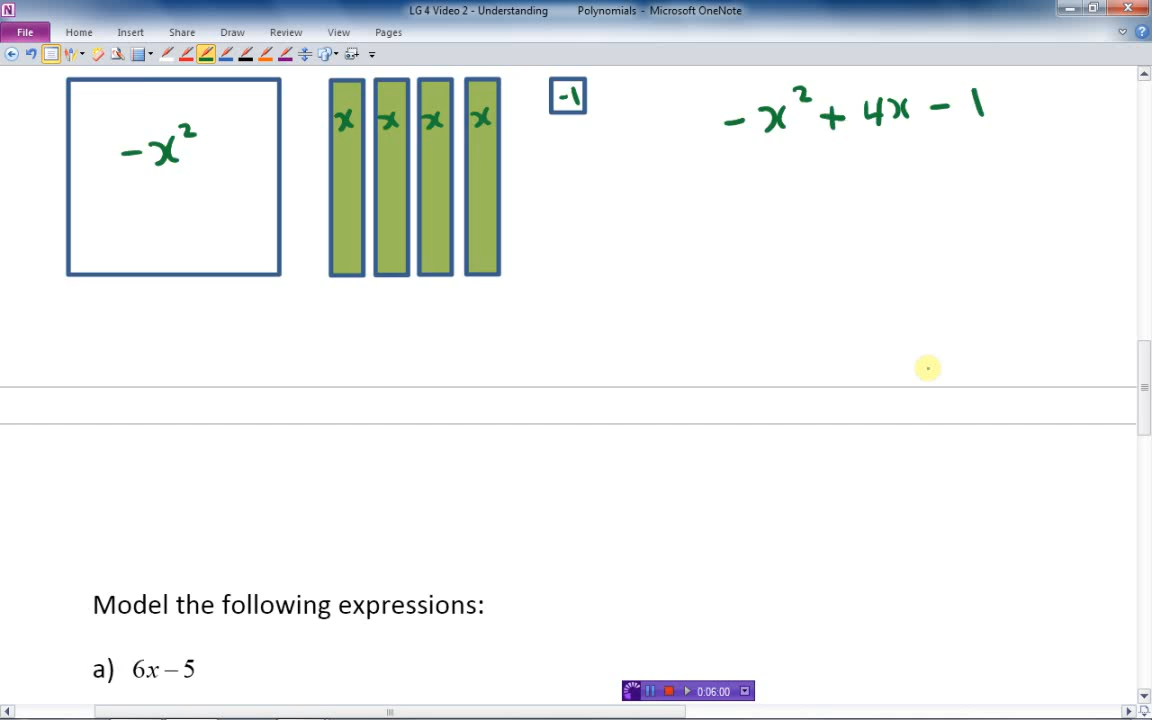 LG 4 Video 2 - Understanding Polynomials - Microsoft OneNote
File Home Insert Share Draw Review View Pages
-x² x x x x -1 -x² + 4x - 1
Model the following expressions:
a) 6x – 5
0:06:00